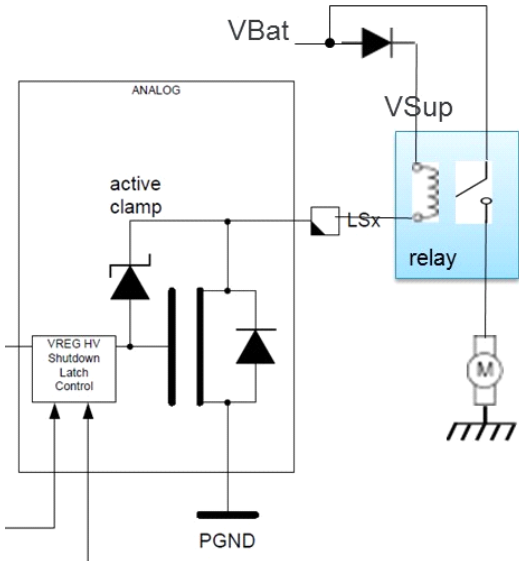 VBat
ANALOG
VSup
active
clamp
LSx
relay
VREG HV
Shutdown
Latch
Control
M
PGND